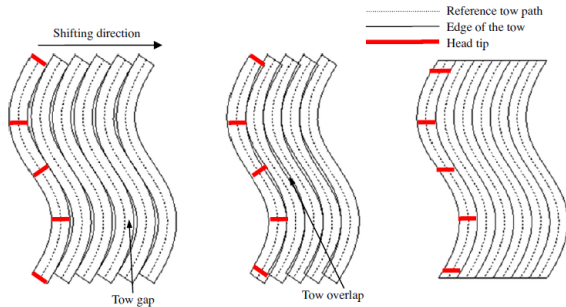 Shifting direction
Reference tow path
Edge of the tow
Head tip
Tow gap
Tow overlap